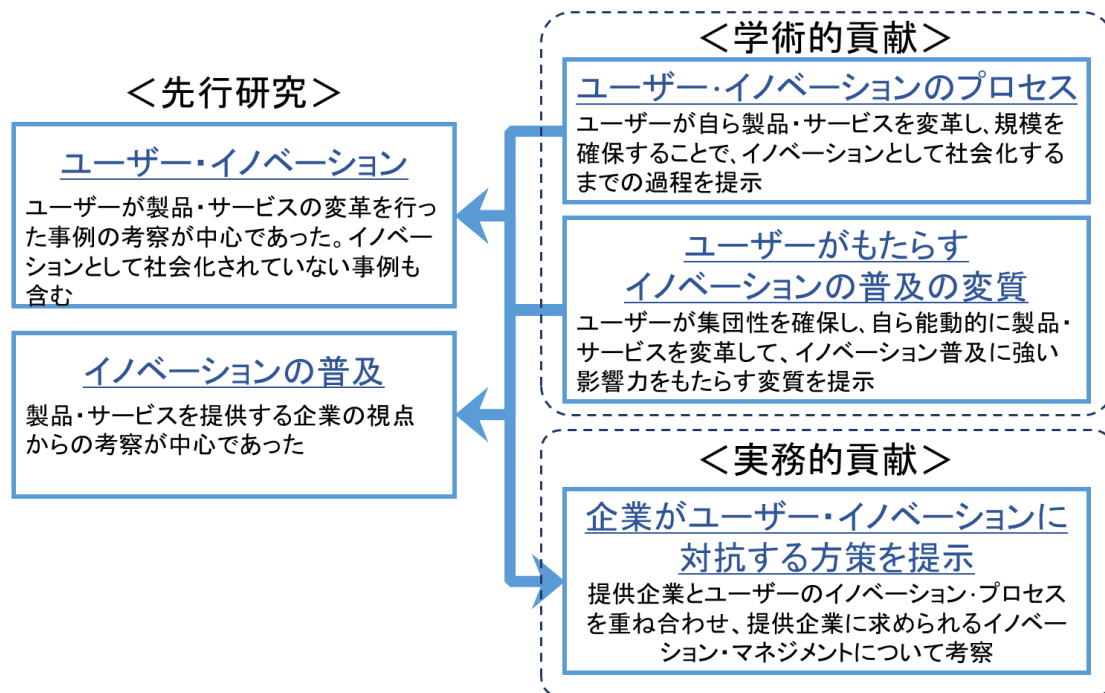 ＜先行研究＞
ユーザー・イノベーション
ユーザーが製品・サービスの変革を行っ
た事例の考察が中心であった。イノベー
ションとして社会化されていない事例も
含む
イノベーションの普及
製品・サービスを提供する企業の視点
からの考察が中心であった
＜学術的貢献＞
ユーザー・イノベーションのプロセス
ユーザーが自ら製品・サービスを変革し、規模を
確保することで、イノベーションとして社会化する
までの過程を提示
ユーザーがもたらす
イノベーションの普及の変質
ユーザーが集団性を確保し、自ら能動的に製品・
サービスを変革して、イノベーション普及に強い
影響力をもたらす変質を提示
＜実務的貢献＞
企業がユーザー・イノベーションに
対抗する方策を提示
提供企業とユーザーのイノベーション・プロセス
を重ね合わせ、提供企業に求められるイノベー
ション・マネジメントについて考察